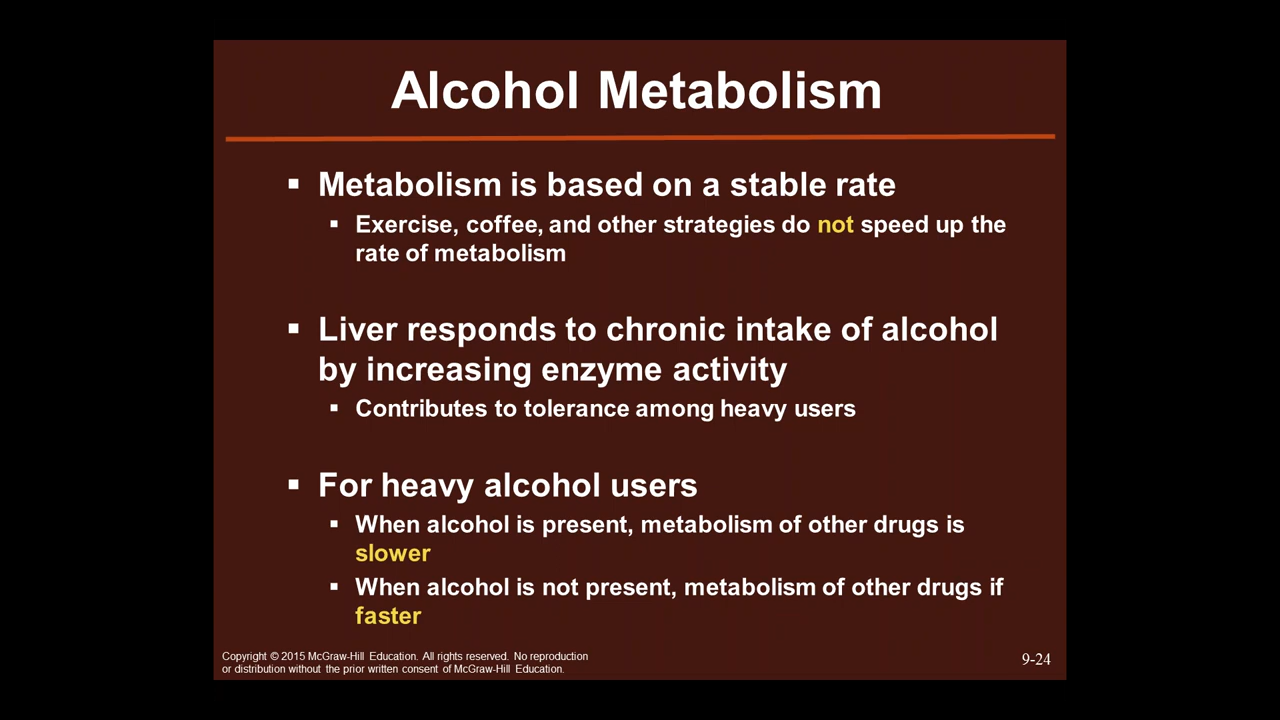 Alcohol Metabolism
▪ Metabolism is based on a stable rate
▪ Exercise, coffee, and other strategies do not speed up the
rate of metabolism
▪ Liver responds to chronic intake of alcohol
by increasing enzyme activity
▪ Contributes to tolerance among heavy users
▪ For heavy alcohol users
▪ When alcohol is present, metabolism of other drugs is
slower
▪ When alcohol is not present, metabolism of other drugs if
faster
Copyright © 2015 McGraw-Hill Education. All rights reserved. No reproduction
or distribution without the prior written consent of McGraw-Hill Education.
9-24